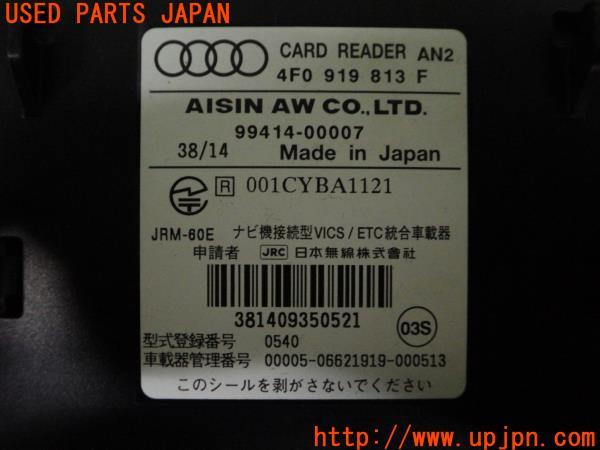 USED PARTS JAPAN
CARD READER AN2
4F0 919 813 F
AISIN AW CO.,LTD.
99414-00007
38/14 Made in Japan
R 001CYBA1121
JRM-60E ナビ機接続型VICS/ETC統合車載器
申請者 JRC 日本無線株式會社
381409350521
03S
型式登録番号 0540
車載器管理番号 00005-06621919-000513
このシールを剥がさないでください
http://www.upjpn.com